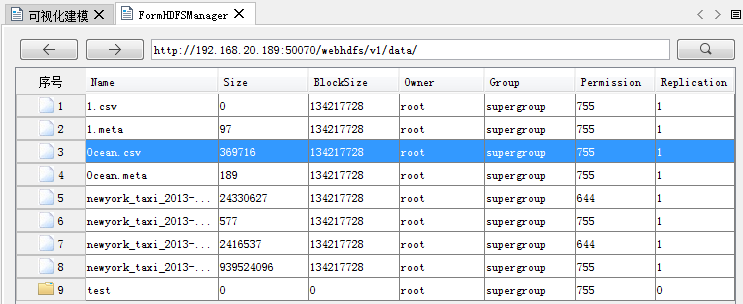 可视化建模 FormHDFSManager
http://192.168.20.189:50070/webhdfs/v1/data/
序号 Name Size BlockSize Owner Group Permission Replication
1 1.csv 0 134217728 root supergroup 755 1
2 1.meta 97 134217728 root supergroup 755 1
3 Ocean.csv 369716 134217728 root supergroup 755 1
4 Ocean.meta 189 134217728 root supergroup 755 1
5 newyork_taxi_2013-... 24330627 134217728 root supergroup 644 1
6 newyork_taxi_2013-... 577 134217728 root supergroup 755 1
7 newyork_taxi_2013-... 2416537 134217728 root supergroup 644 1
8 newyork_taxi_2013-... 939524096 134217728 root supergroup 755 1
9 test 0 0 root supergroup 755 0